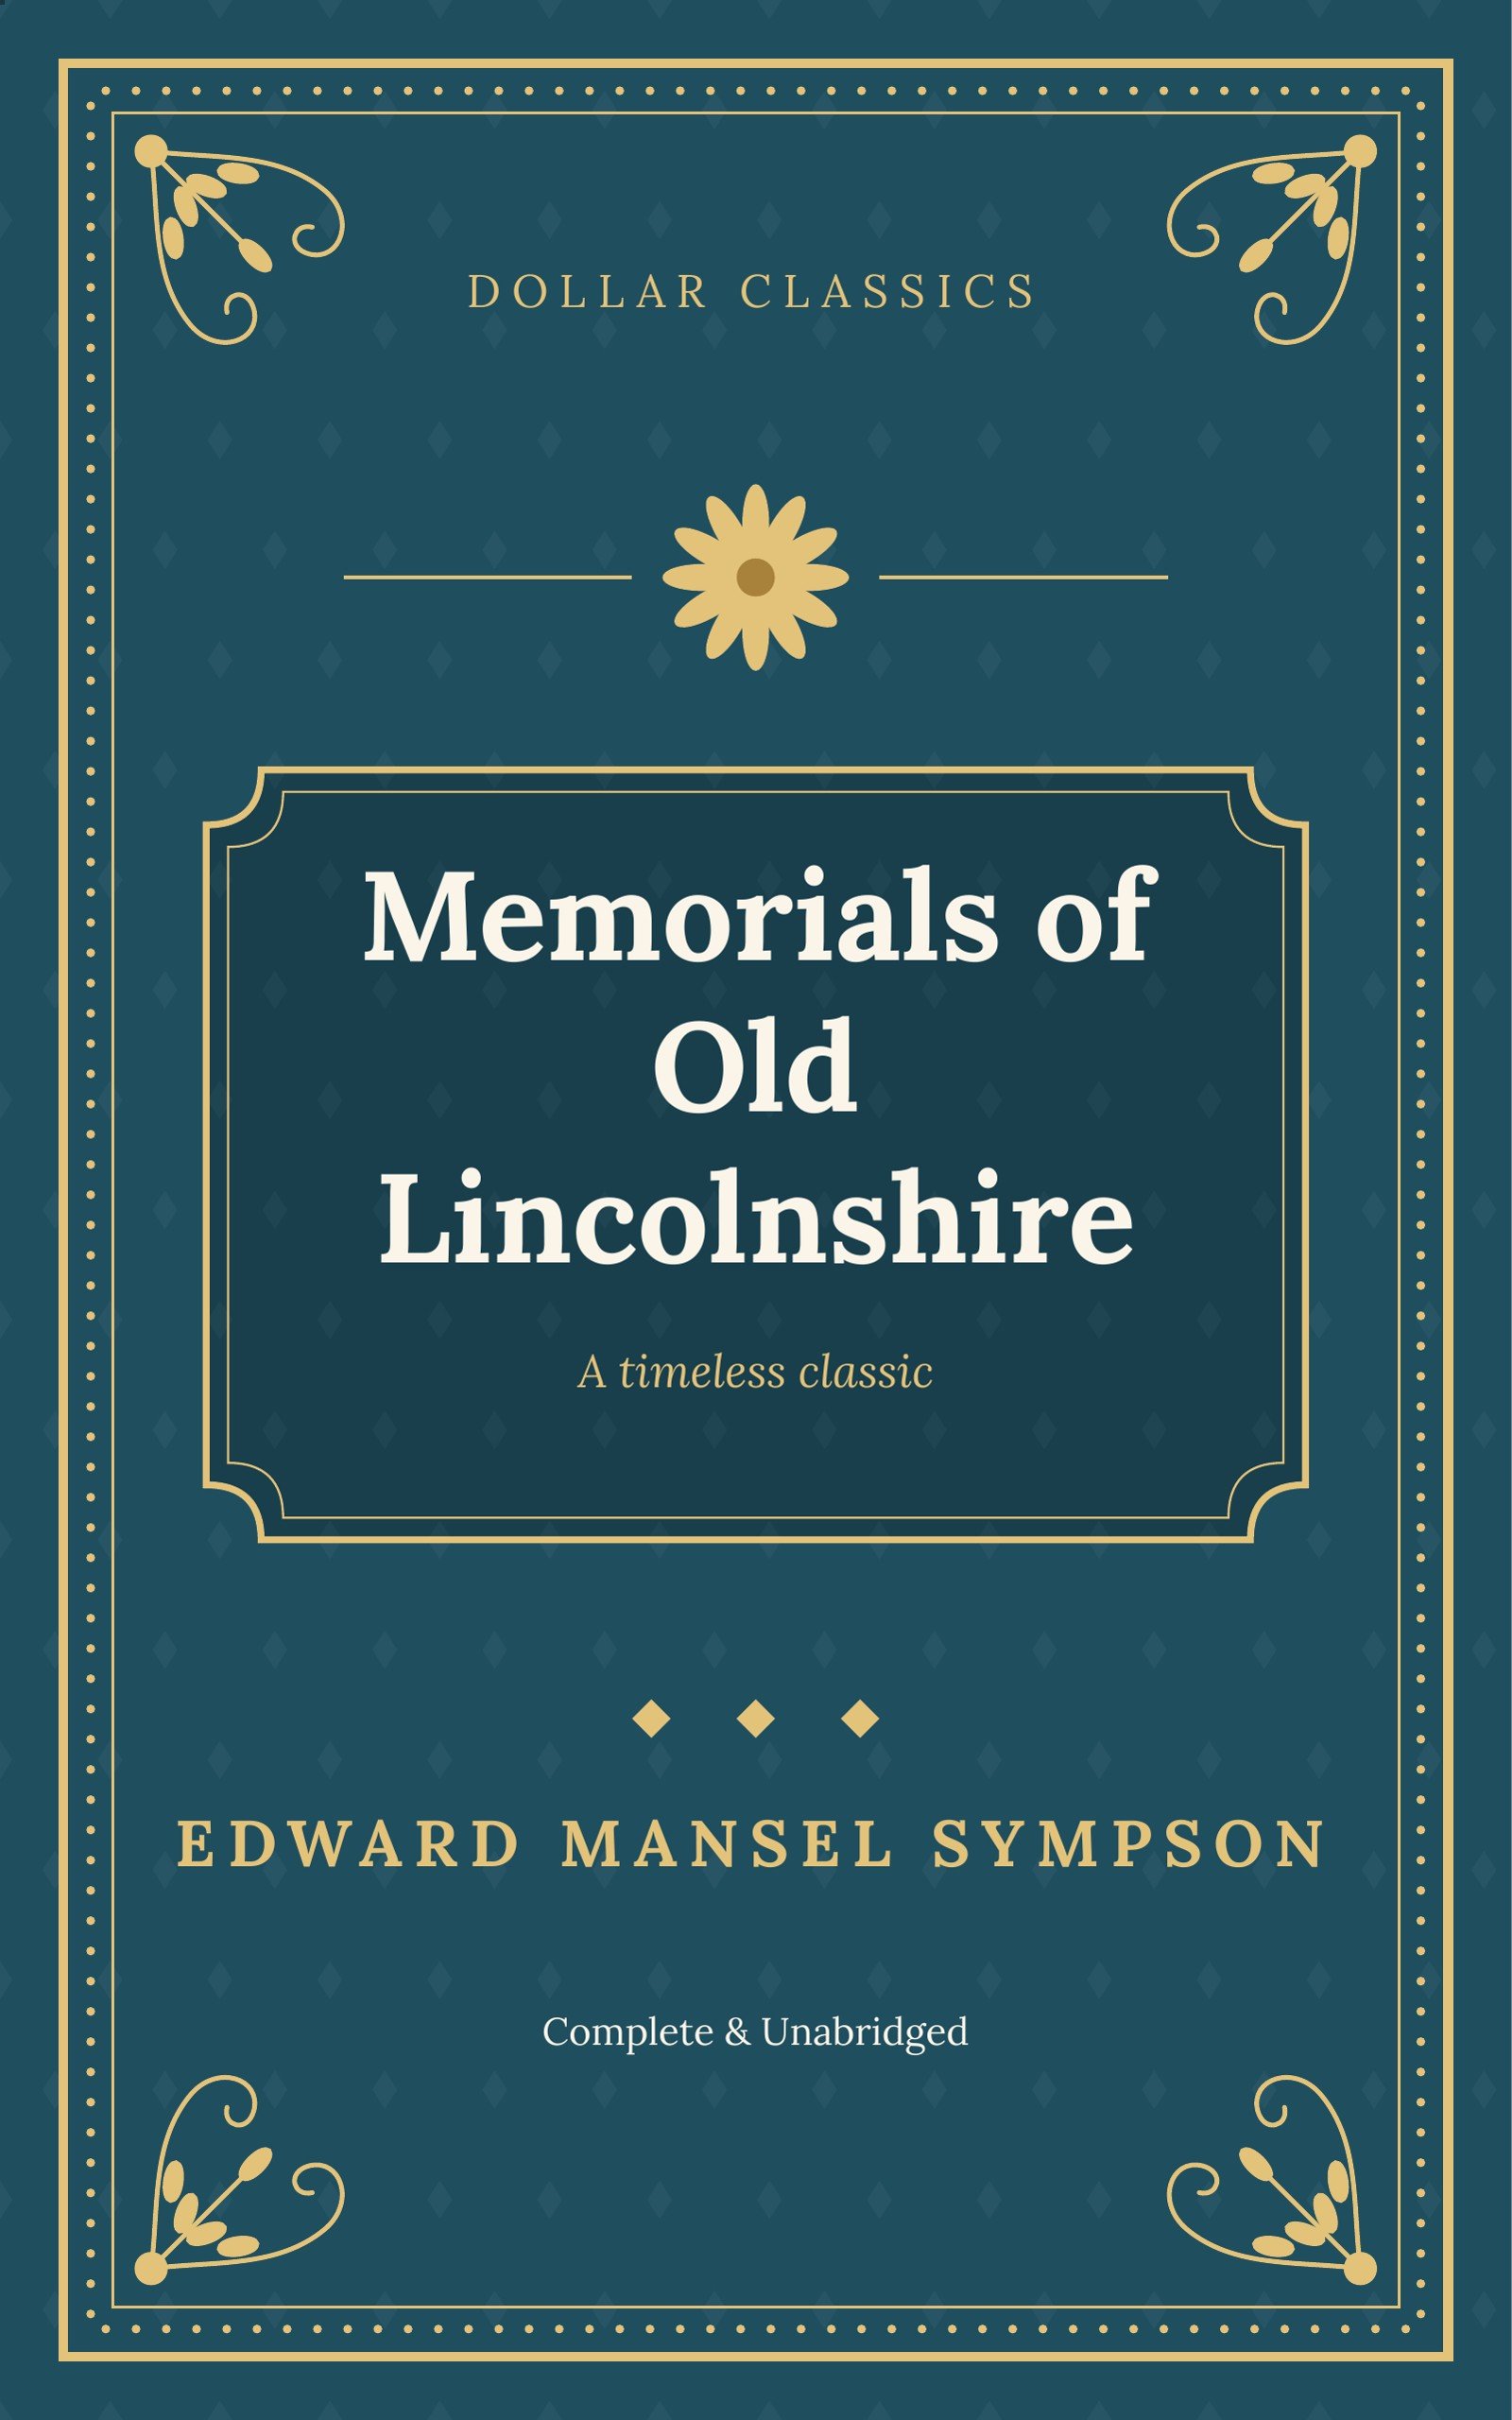 DOLLAR CLASSICS
Memorials of
Old
Lincolnshire
A timeless classic
EDWARD MANSEL SYMPSON
Complete & Unabridged